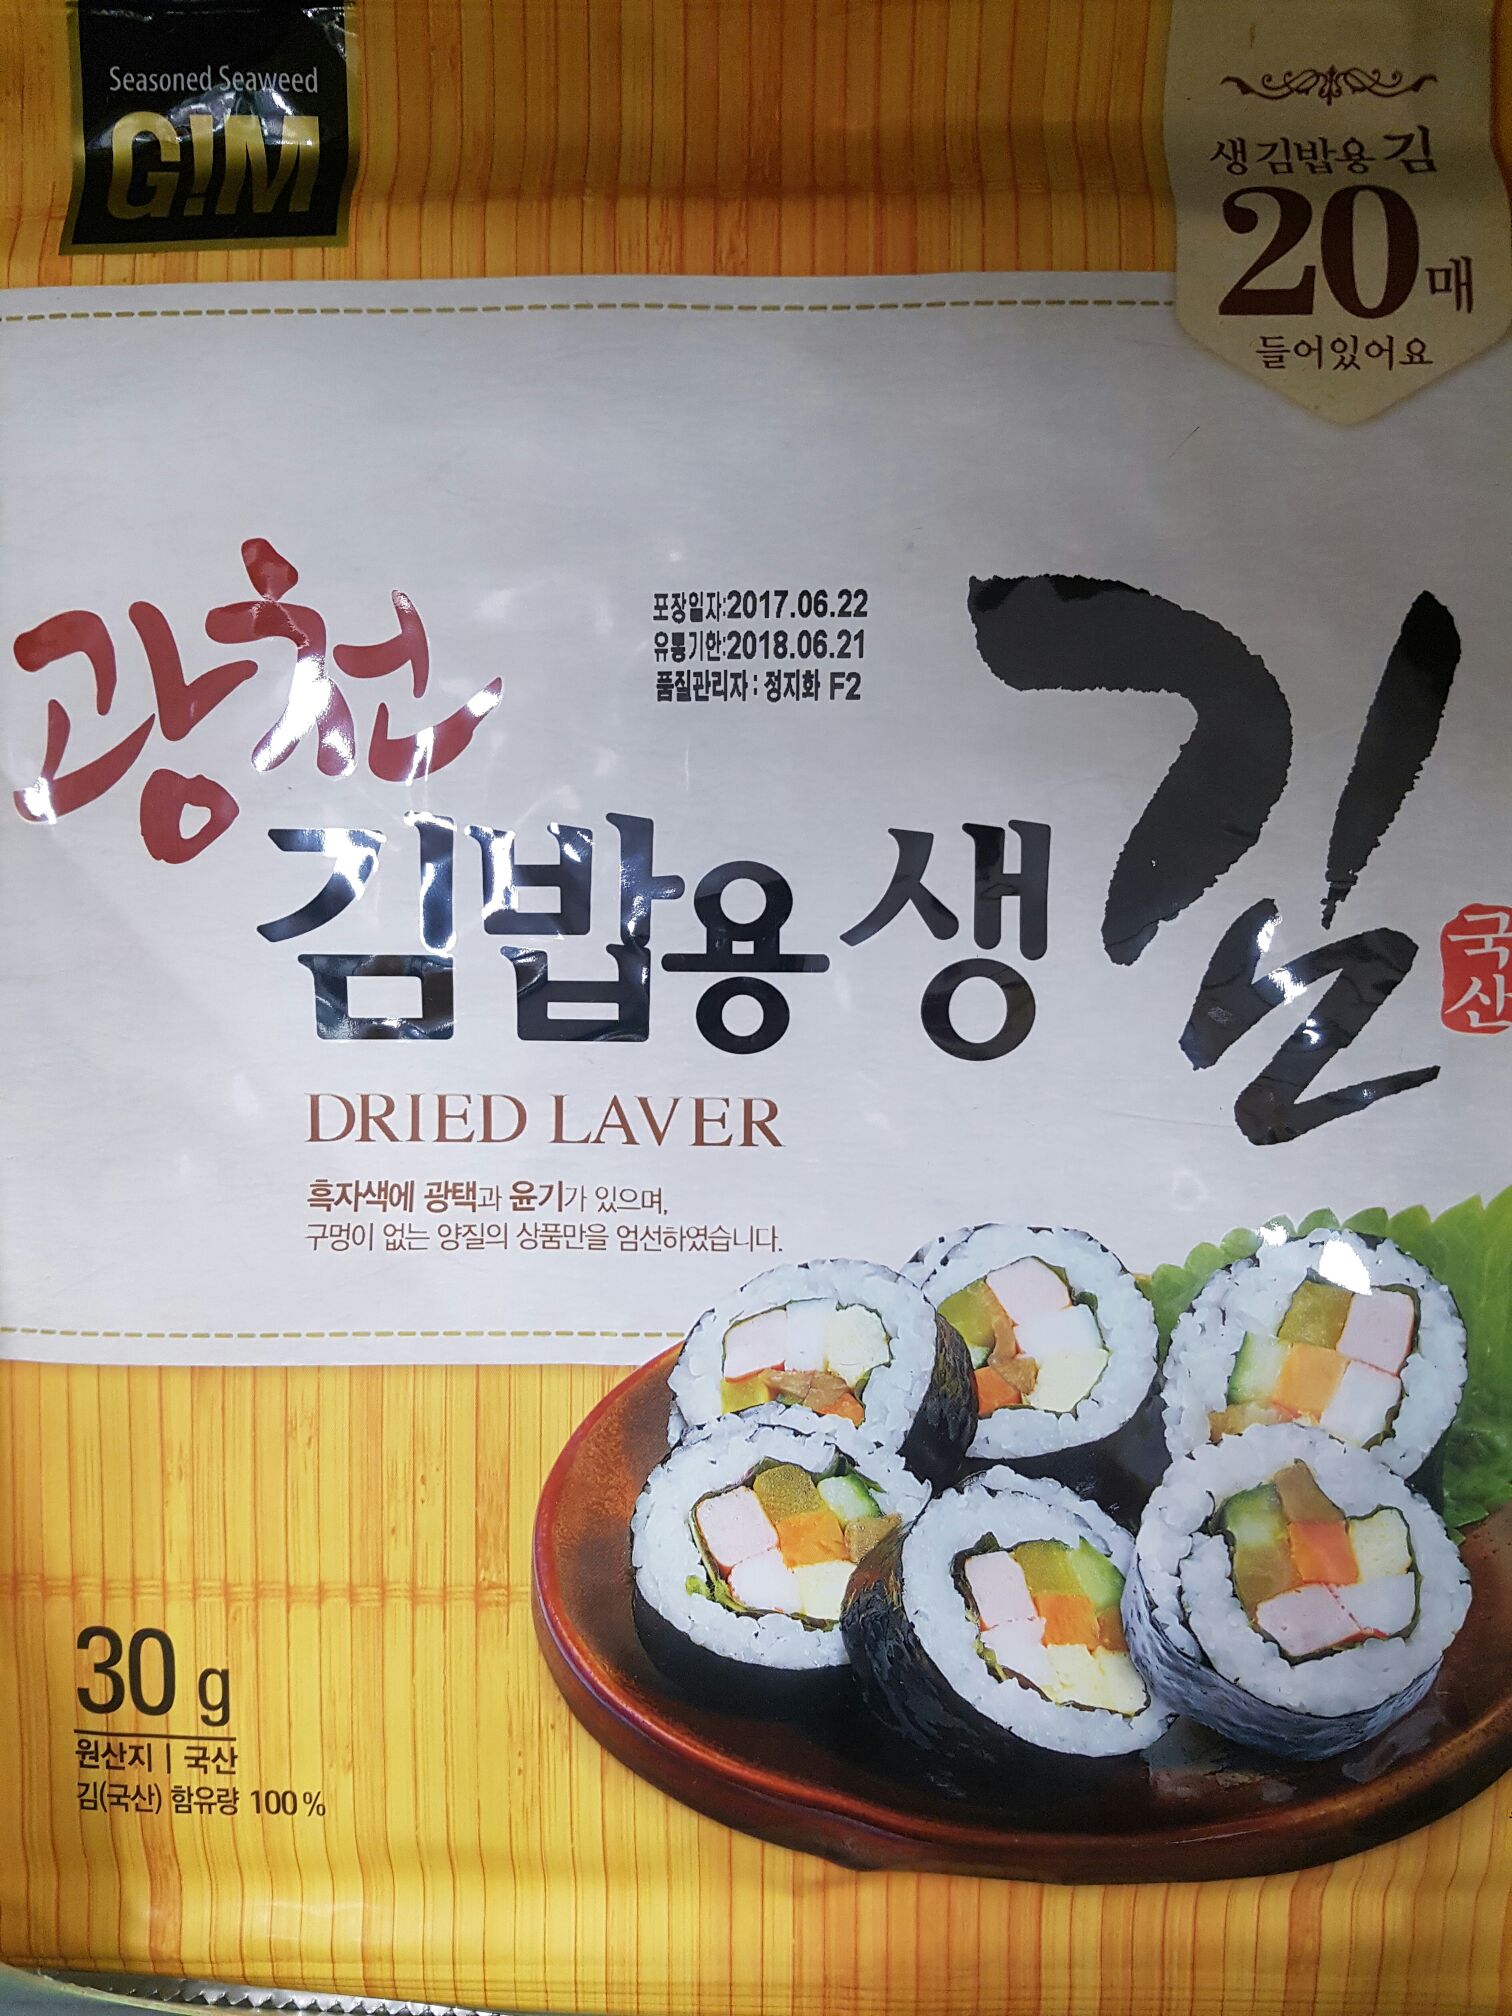 Seasoned Seaweed
G!M
생김밥용 김
20매
들어있어요
광천
포장일자:2017.06.22
유통기한:2018.06.21
품질관리자 : 정지화 F2
김밥용 생김
국산
DRIED LAVER
흑자색에 광택과 윤기가 있으며,
구멍이 없는 양질의 상품만을 엄선하였습니다.
30 g
원산지 | 국산
김(국산) 함유량 100 %